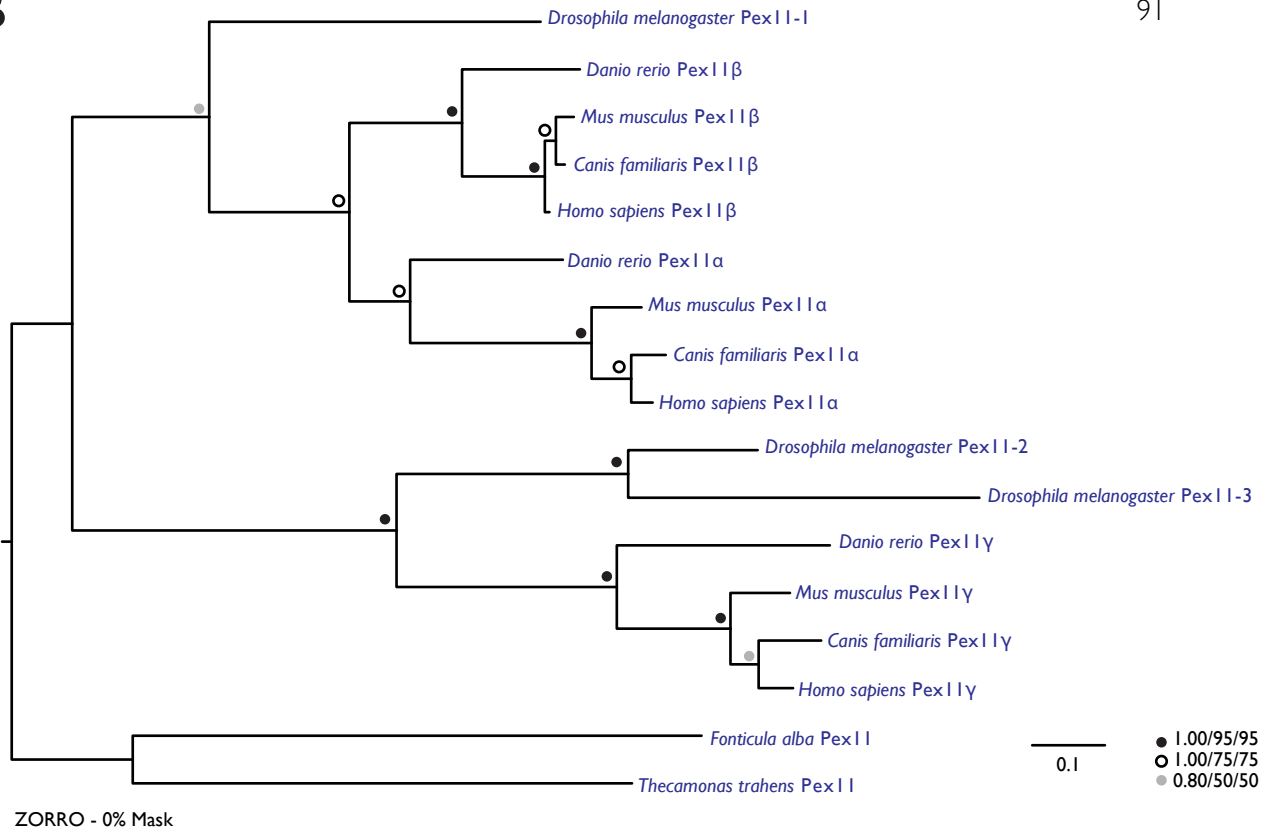 91
Drosophila melanogaster Pex11-1
Danio rerio Pex11β
Mus musculus Pex11β
Canis familiaris Pex11β
Homo sapiens Pex11β
Danio rerio Pex11α
Mus musculus Pex11α
Canis familiaris Pex11α
Homo sapiens Pex11α
Drosophila melanogaster Pex11-2
Drosophila melanogaster Pex11-3
Danio rerio Pex11γ
Mus musculus Pex11γ
Canis familiaris Pex11γ
Homo sapiens Pex11γ
Fonticula alba Pex11
Thecamonas trahens Pex11
0.1
1.00/95/95
1.00/75/75
0.80/50/50
ZORRO - 0% Mask